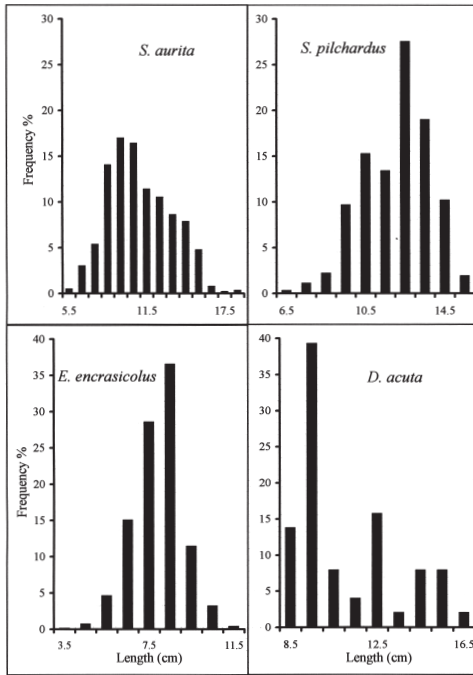 S. aurita
Frequency %
30
25
20
15
10
5
0
5.5 11.5 17.5
S. pilchardus
30
25
20
15
10
5
0
6.5 10.5 14.5
E. encrasicolus
Frequency %
40
35
30
25
20
15
10
5
0
3.5 7.5 11.5
Length (cm)
D. acuta
40
35
30
25
20
15
10
5
0
8.5 12.5 16.5
Length (cm)